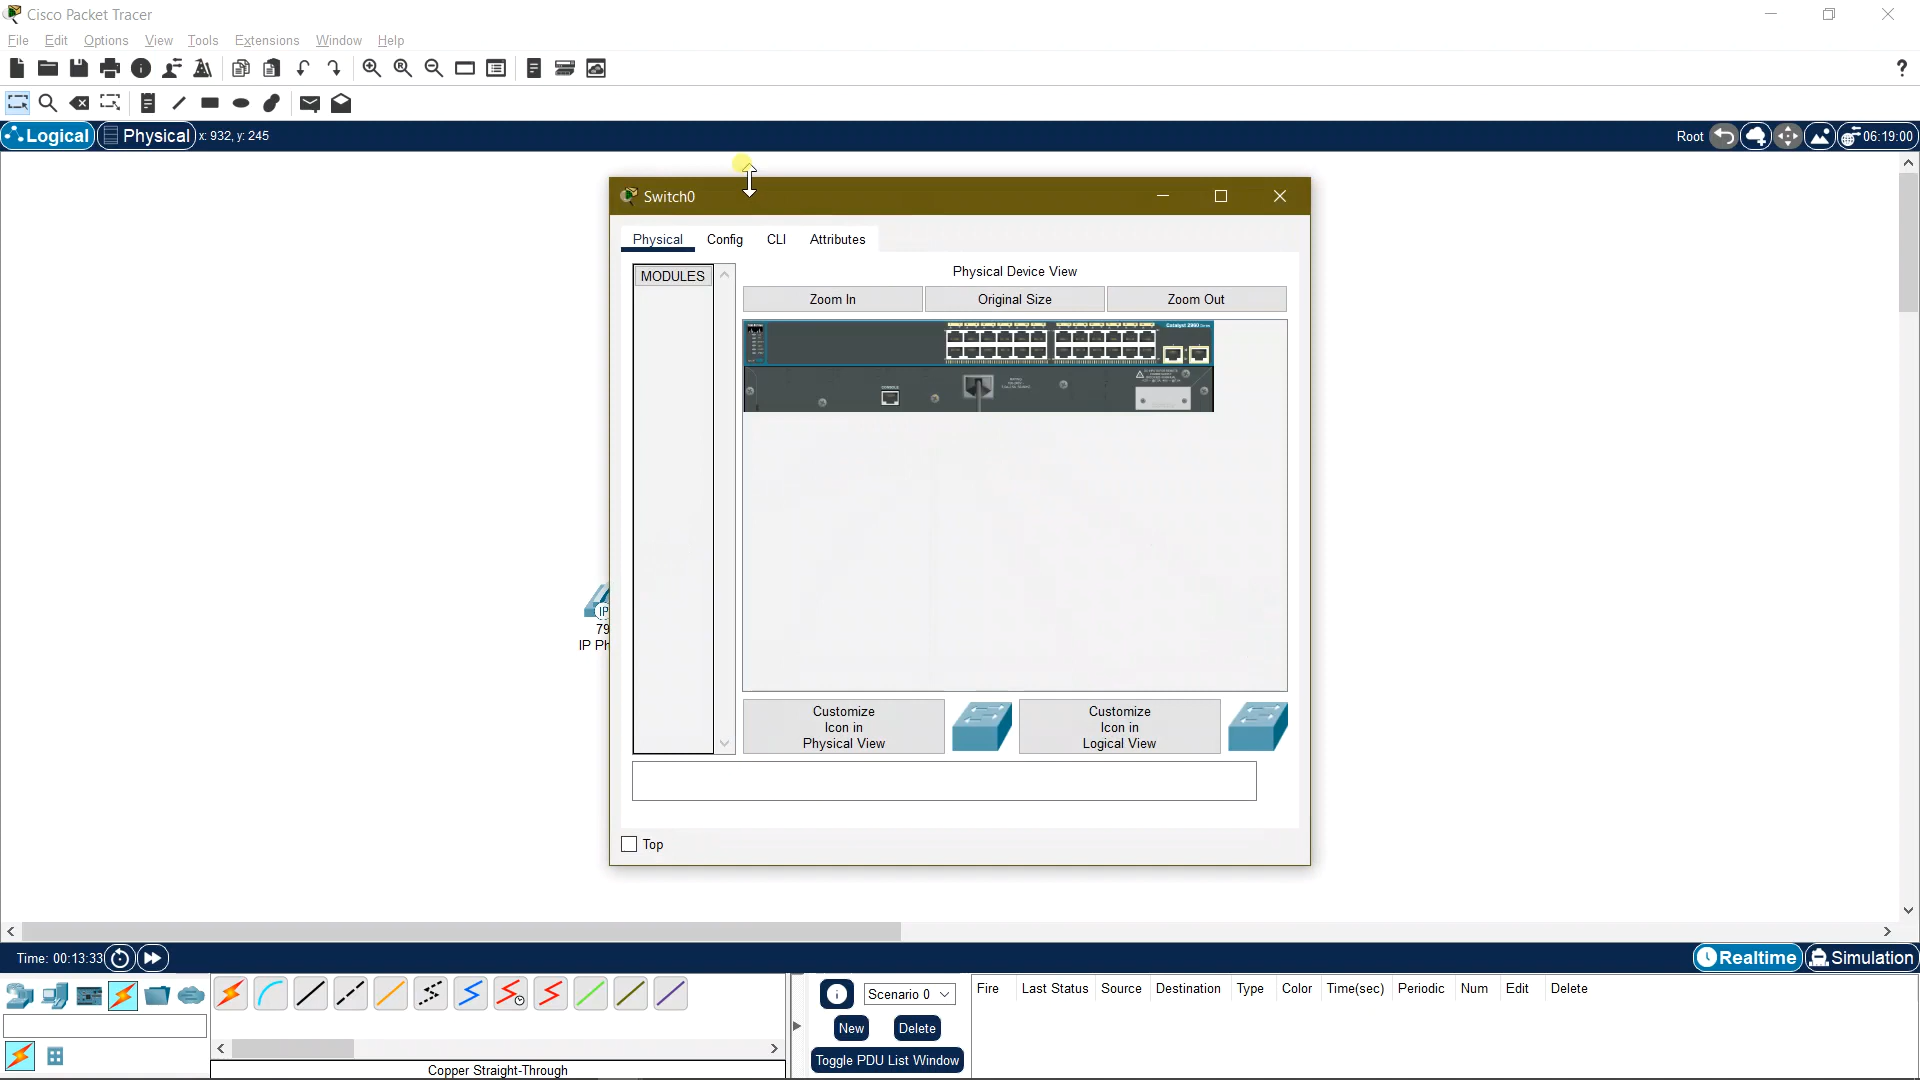 Cisco Packet Tracer
File Edit Options View Tools Extensions Window Help
?
Logical Physical x: 932, y: 245
Root 06:19:00
Switch0
Physical Config CLI Attributes
MODULES
Physical Device View
Zoom In Original Size Zoom Out
Catalyst 2960 Series
CONSOLE
IP
79
IP Ph
Customize
Icon in
Physical View
Customize
Icon in
Logical View
Top
Time: 00:13:33
Realtime Simulation
Scenario 0
New Delete
Toggle PDU List Window
Fire Last Status Source Destination Type Color Time(sec) Periodic Num Edit Delete
Copper Straight-Through